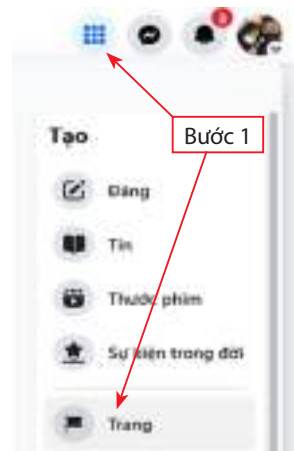 Tạo
Bước 1
Đăng
Tin
Thước phim
Sự kiện trong đời
Trang